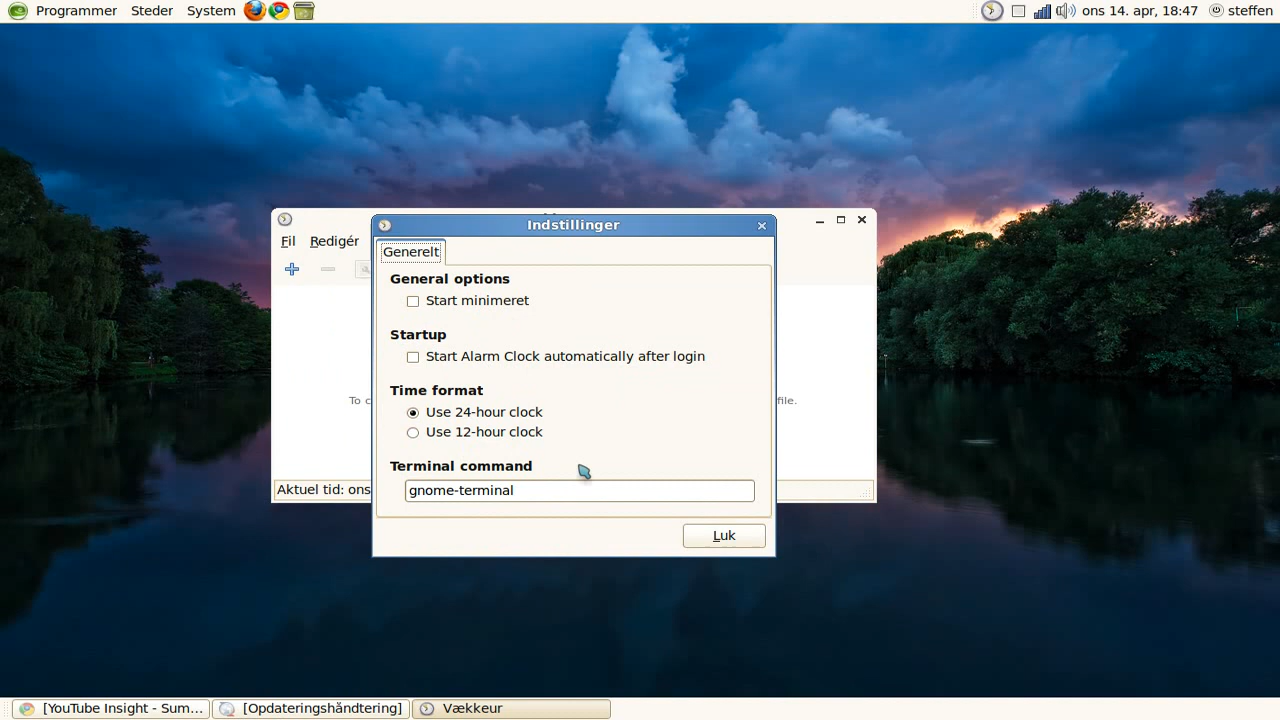 Programmer Steder System ons 14. apr, 18:47 steffen
Indstillinger
Fil Redigér
Generelt
General options
Start minimeret
Startup
Start Alarm Clock automatically after login
Time format
To c file.
Use 24-hour clock
Use 12-hour clock
Terminal command
Aktuel tid: ons
gnome-terminal
Luk
[YouTube Insight - Sum... [Opdateringshåndtering] Vækkeur